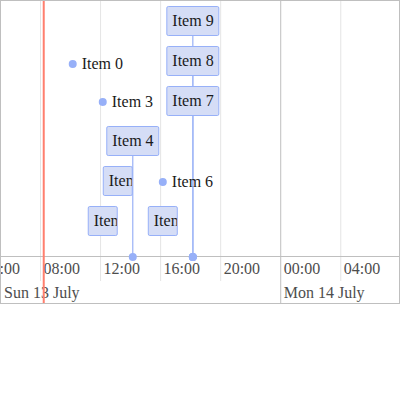 Item 9
Item 0
Item 8
Item 3
Item 7
Item 4
Item 6
:00 08:00 12:00 16:00 20:00 00:00 04:00
Sun 13 July Mon 14 July